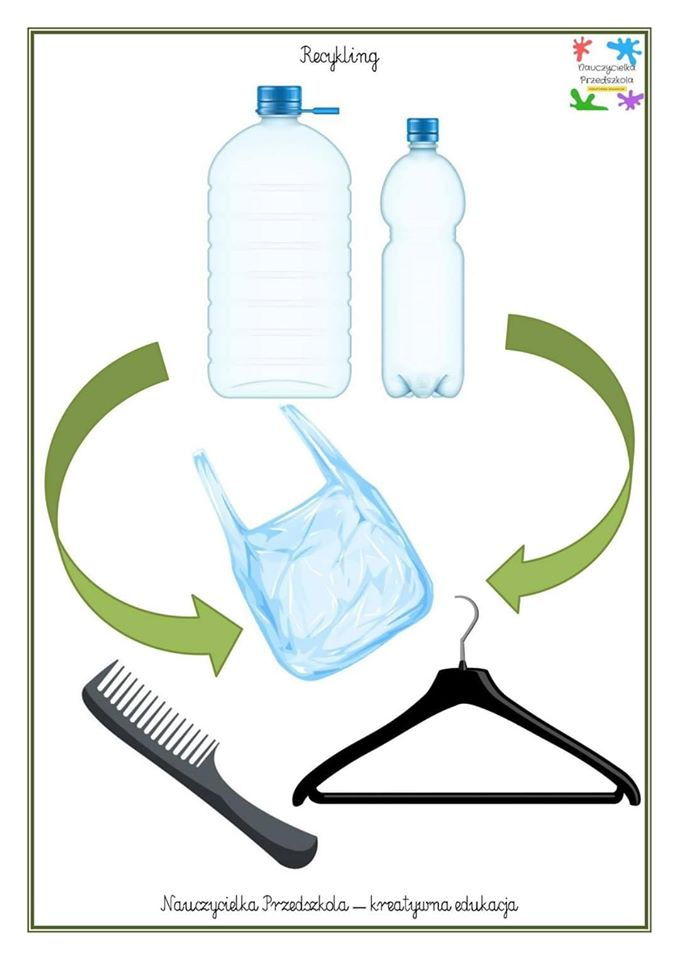 Recykling
Nauczycielka
Przedszkola
Nauczycielka Przedszkola – kreatywna edukacja